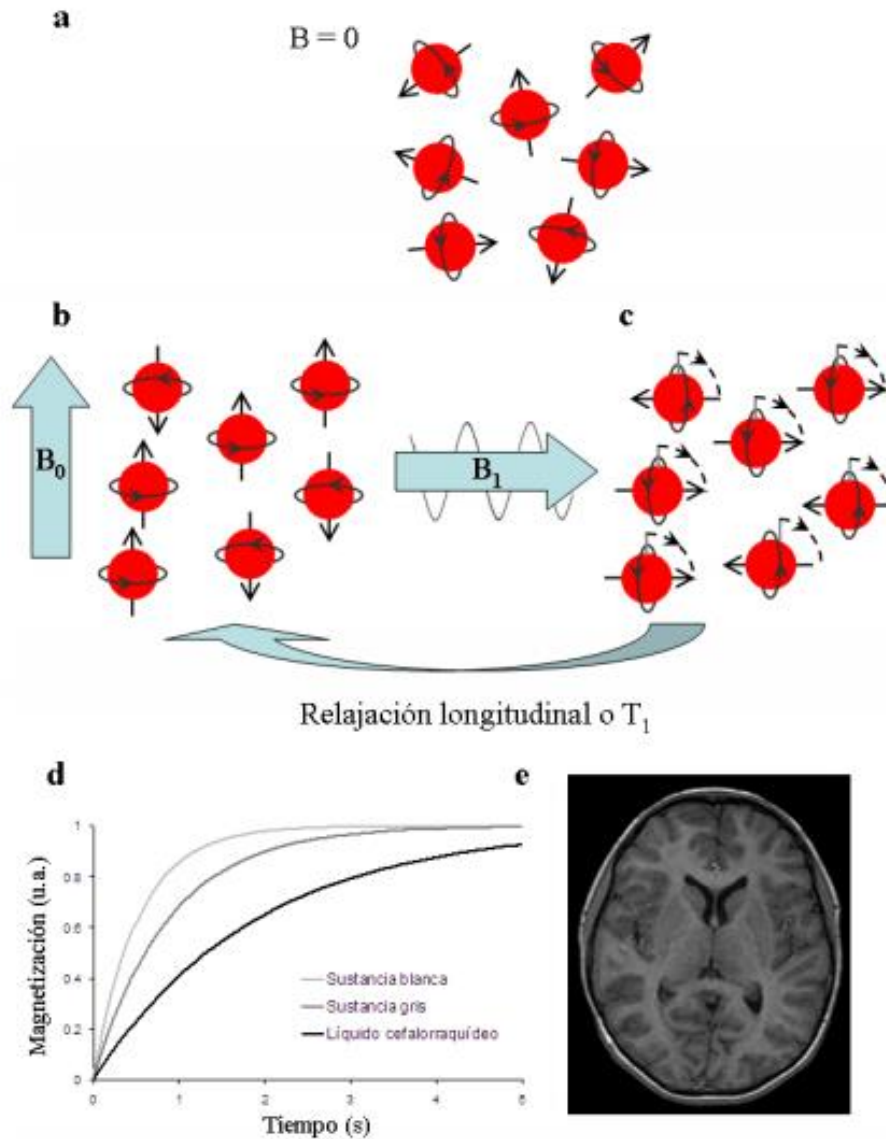 a
B = 0
b
c
B0
B1
Relajación longitudinal o T1
d
e
Magnetización (u.a.)
1
0.8
0.6
0.4
0.2
0
Sustancia blanca
Sustancia gris
Líquido cefalorraquídeo
0 1 2 3 4 5 6
Tiempo (s)